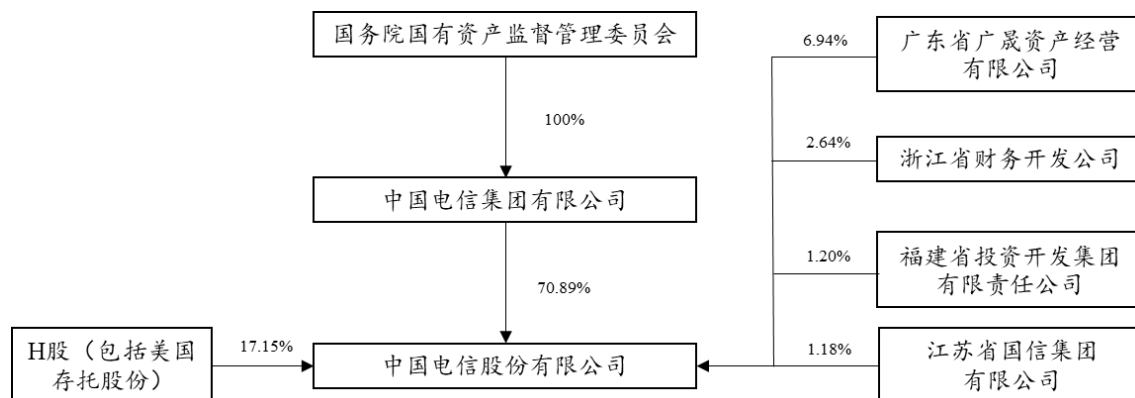 国务院国有资产监督管理委员会
6.94%
广东省广晟资产经营
有限公司
100%
2.64%
浙江省财务开发公司
中国电信集团有限公司
1.20%
福建省投资开发集团
有限责任公司
70.89%
H股（包括美国
存托股份）
17.15%
中国电信股份有限公司
1.18%
江苏省国信集团
有限公司